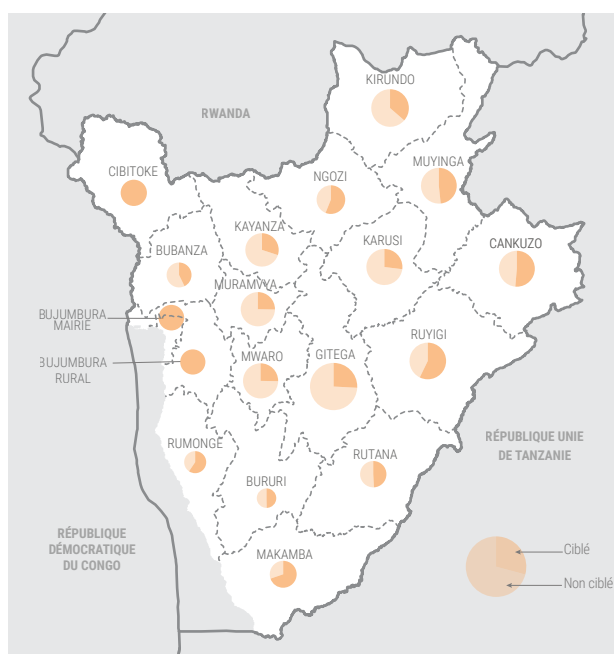 KIRUNDO
RWANDA
MUYINGA
CIBITOKE
NGOZI
KAYANZA
KARUSI
CANKUZO
BUBANZA
MURAMVYA
BUJUMBURA
MAIRIE
RUYIGI
MWARO
GITEGA
BUJUMBURA
RURAL
RÉPUBLIQUE UNIE
DE TANZANIE
RUMONGE
RUTANA
BURURI
RÉPUBLIQUE
DÉMOCRATIQUE
DU CONGO
MAKAMBA
Ciblé
Non ciblé